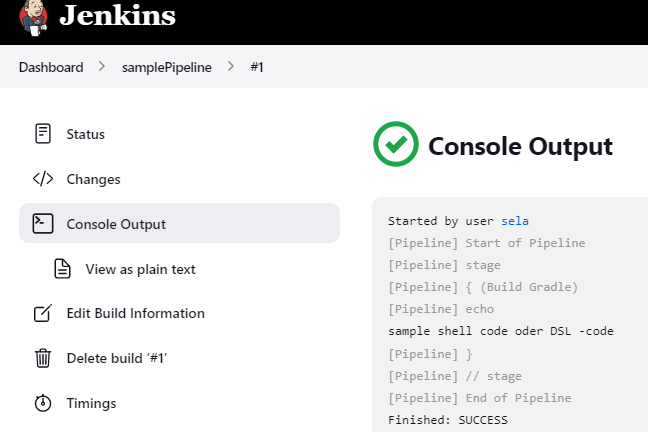 Jenkins
Dashboard > samplePipeline > #1
Status
Changes
Console Output
View as plain text
Edit Build Information
Delete build ‘#1’
Timings
Console Output
Started by user sela
[Pipeline] Start of Pipeline
[Pipeline] stage
[Pipeline] { (Build Gradle)
[Pipeline] echo
sample shell code oder DSL -code
[Pipeline] }
[Pipeline] // stage
[Pipeline] End of Pipeline
Finished: SUCCESS